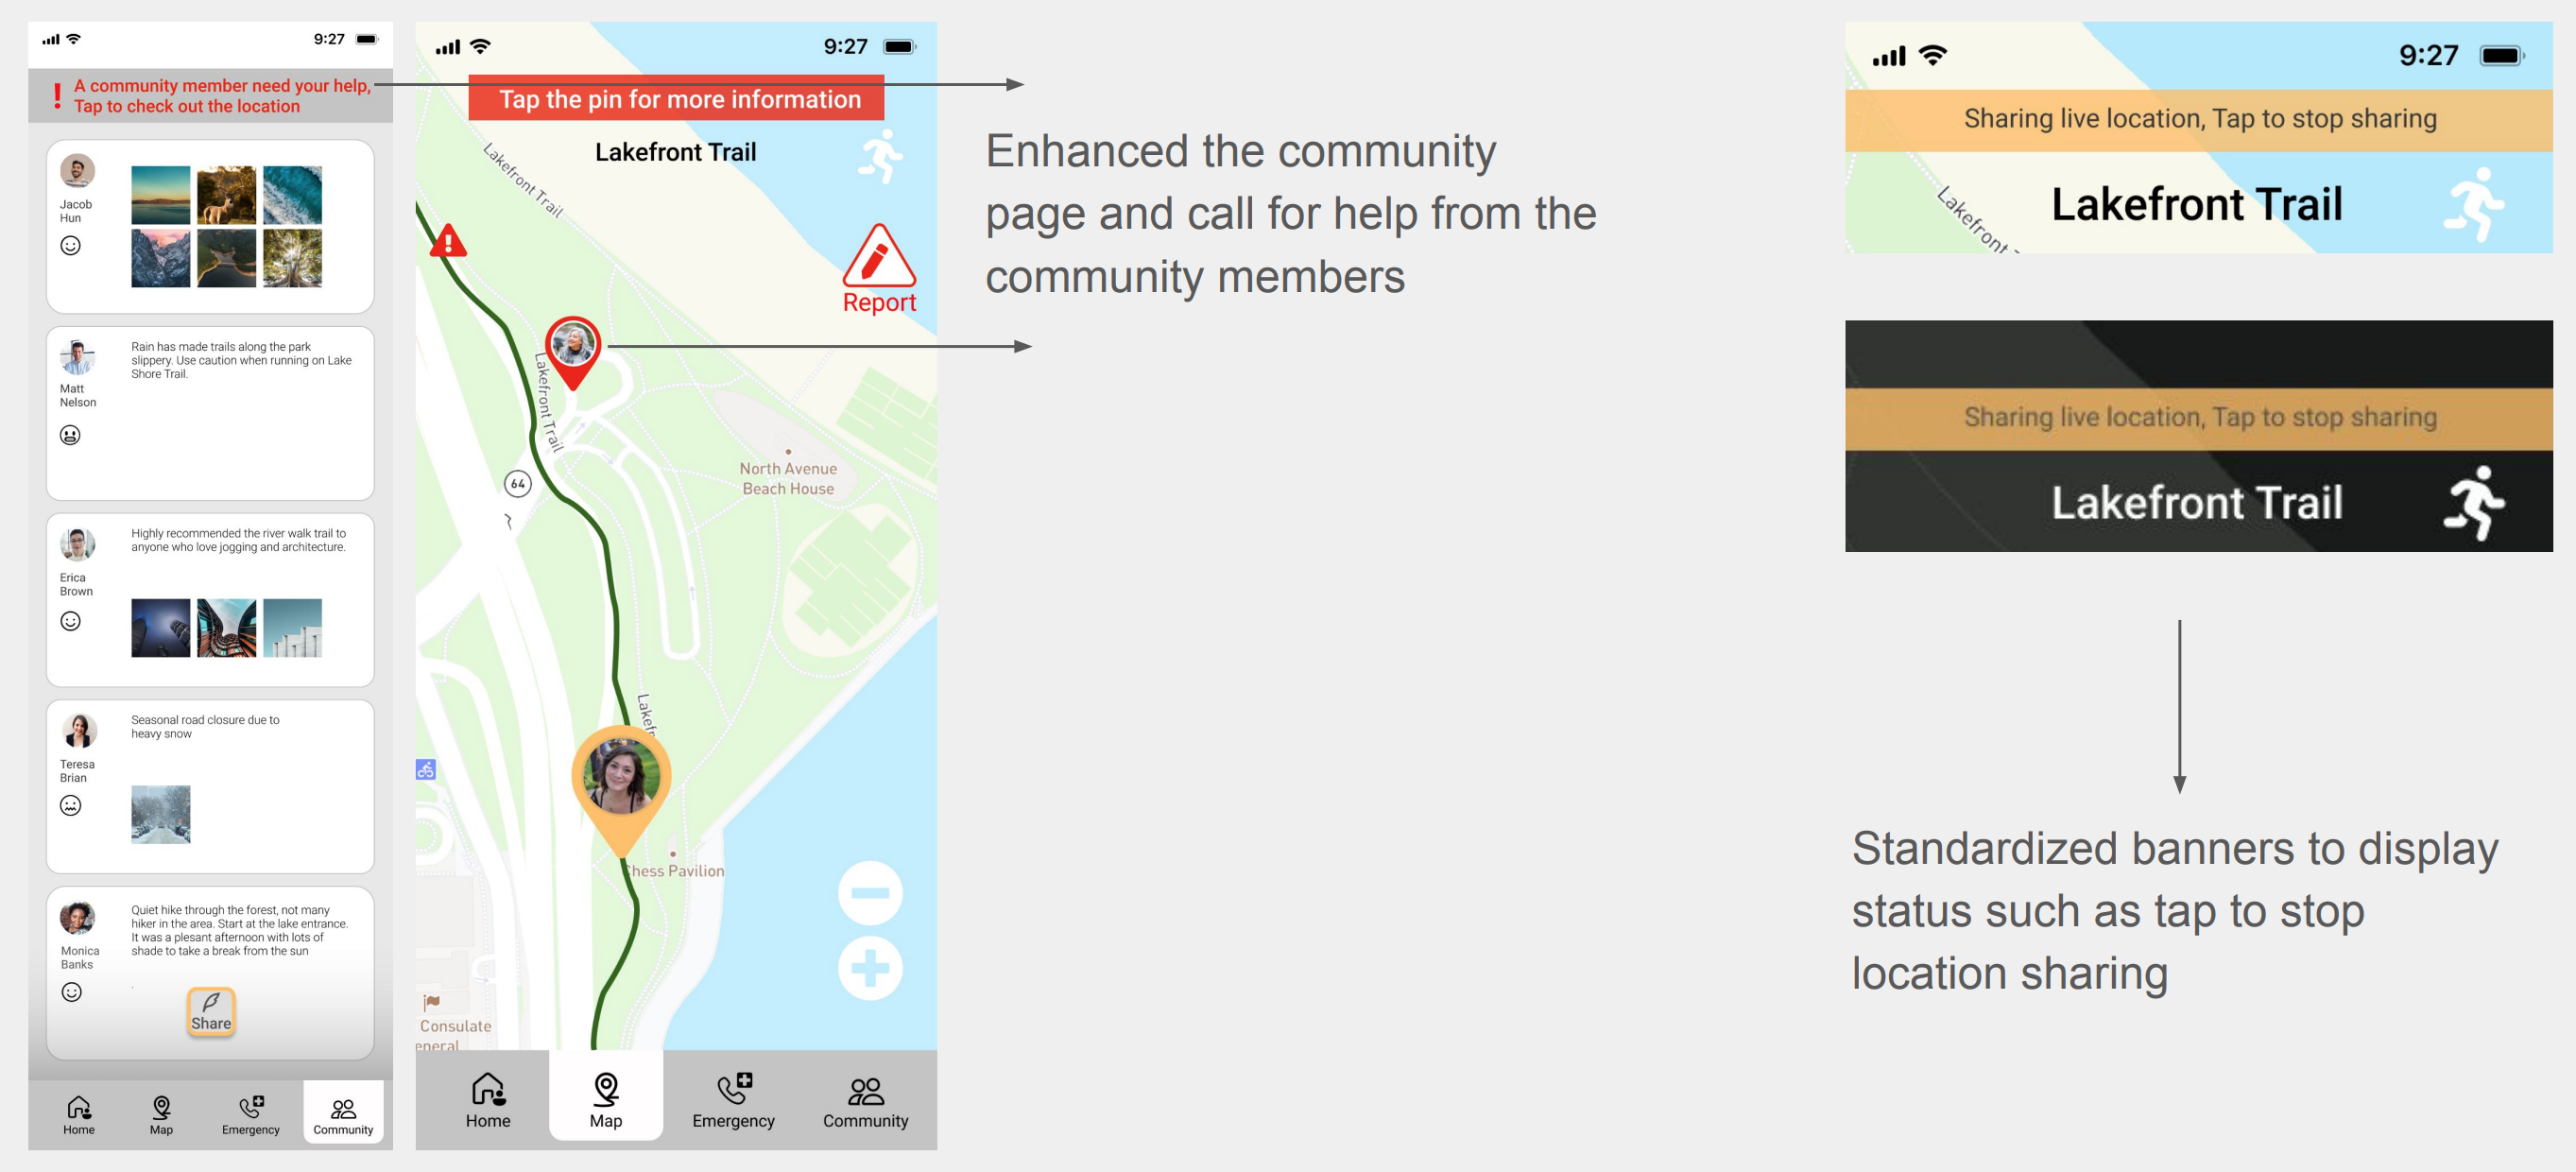 9:27
A community member need your help,
Tap to check out the location
Jacob
Hun
Matt
Nelson
Rain has made trails along the park
slippery. Use caution when running on Lake
Shore Trail.
Erica
Brown
Highly recommended the river walk trail to
anyone who love jogging and architecture.
Teresa
Brian
Seasonal road closure due to
heavy snow
Monica
Banks
Quiet hike through the forest, not many
hiker in the area. Start at the lake entrance.
It was a plesant afternoon with lots of
shade to take a break from the sun
.
Share
Home
Map
Emergency
Community
9:27
Tap the pin for more information
Lakefront Trail
Lakefront Trail
Report
Lakefront Trail
64
North Avenue
Beach House
Lakef
hess Pavilion
Consulate
eneral
Home
Map
Emergency
Community
Enhanced the community
page and call for help from the
community members
9:27
Sharing live location, Tap to stop sharing
Lakefront Trail
Lakefront
Sharing live location, Tap to stop sharing
Lakefront Trail
Standardized banners to display
status such as tap to stop
location sharing